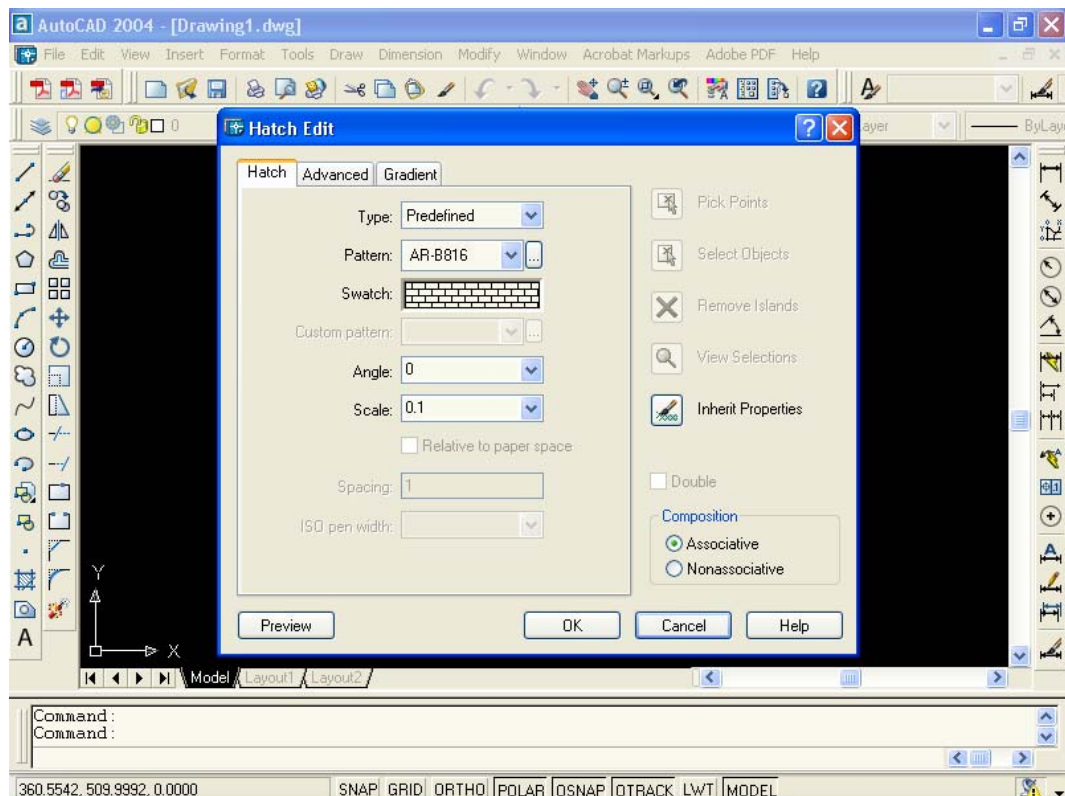 AutoCAD 2004 - [Drawing1.dwg]
File Edit View Insert Format Tools Draw Dimension Modify Window Acrobat Markups Adobe PDF Help
0
ayer
ByLay
Hatch Edit
Hatch Advanced Gradient
Type: Predefined
Pattern: AR-B816 ...
Swatch:
Custom pattern: ...
Angle: 0
Scale: 0.1
Relative to paper space
Spacing: 1
ISO pen width:
Pick Points
Select Objects
Remove Islands
View Selections
Inherit Properties
Double
Composition
Associative
Nonassociative
Preview OK Cancel Help
A
Y
X
Model Layout1 Layout2
Command:
Command:
360.5542, 509.9992, 0.0000 SNAP GRID ORTHO POLAR OSNAP OTRACK LWT MODEL